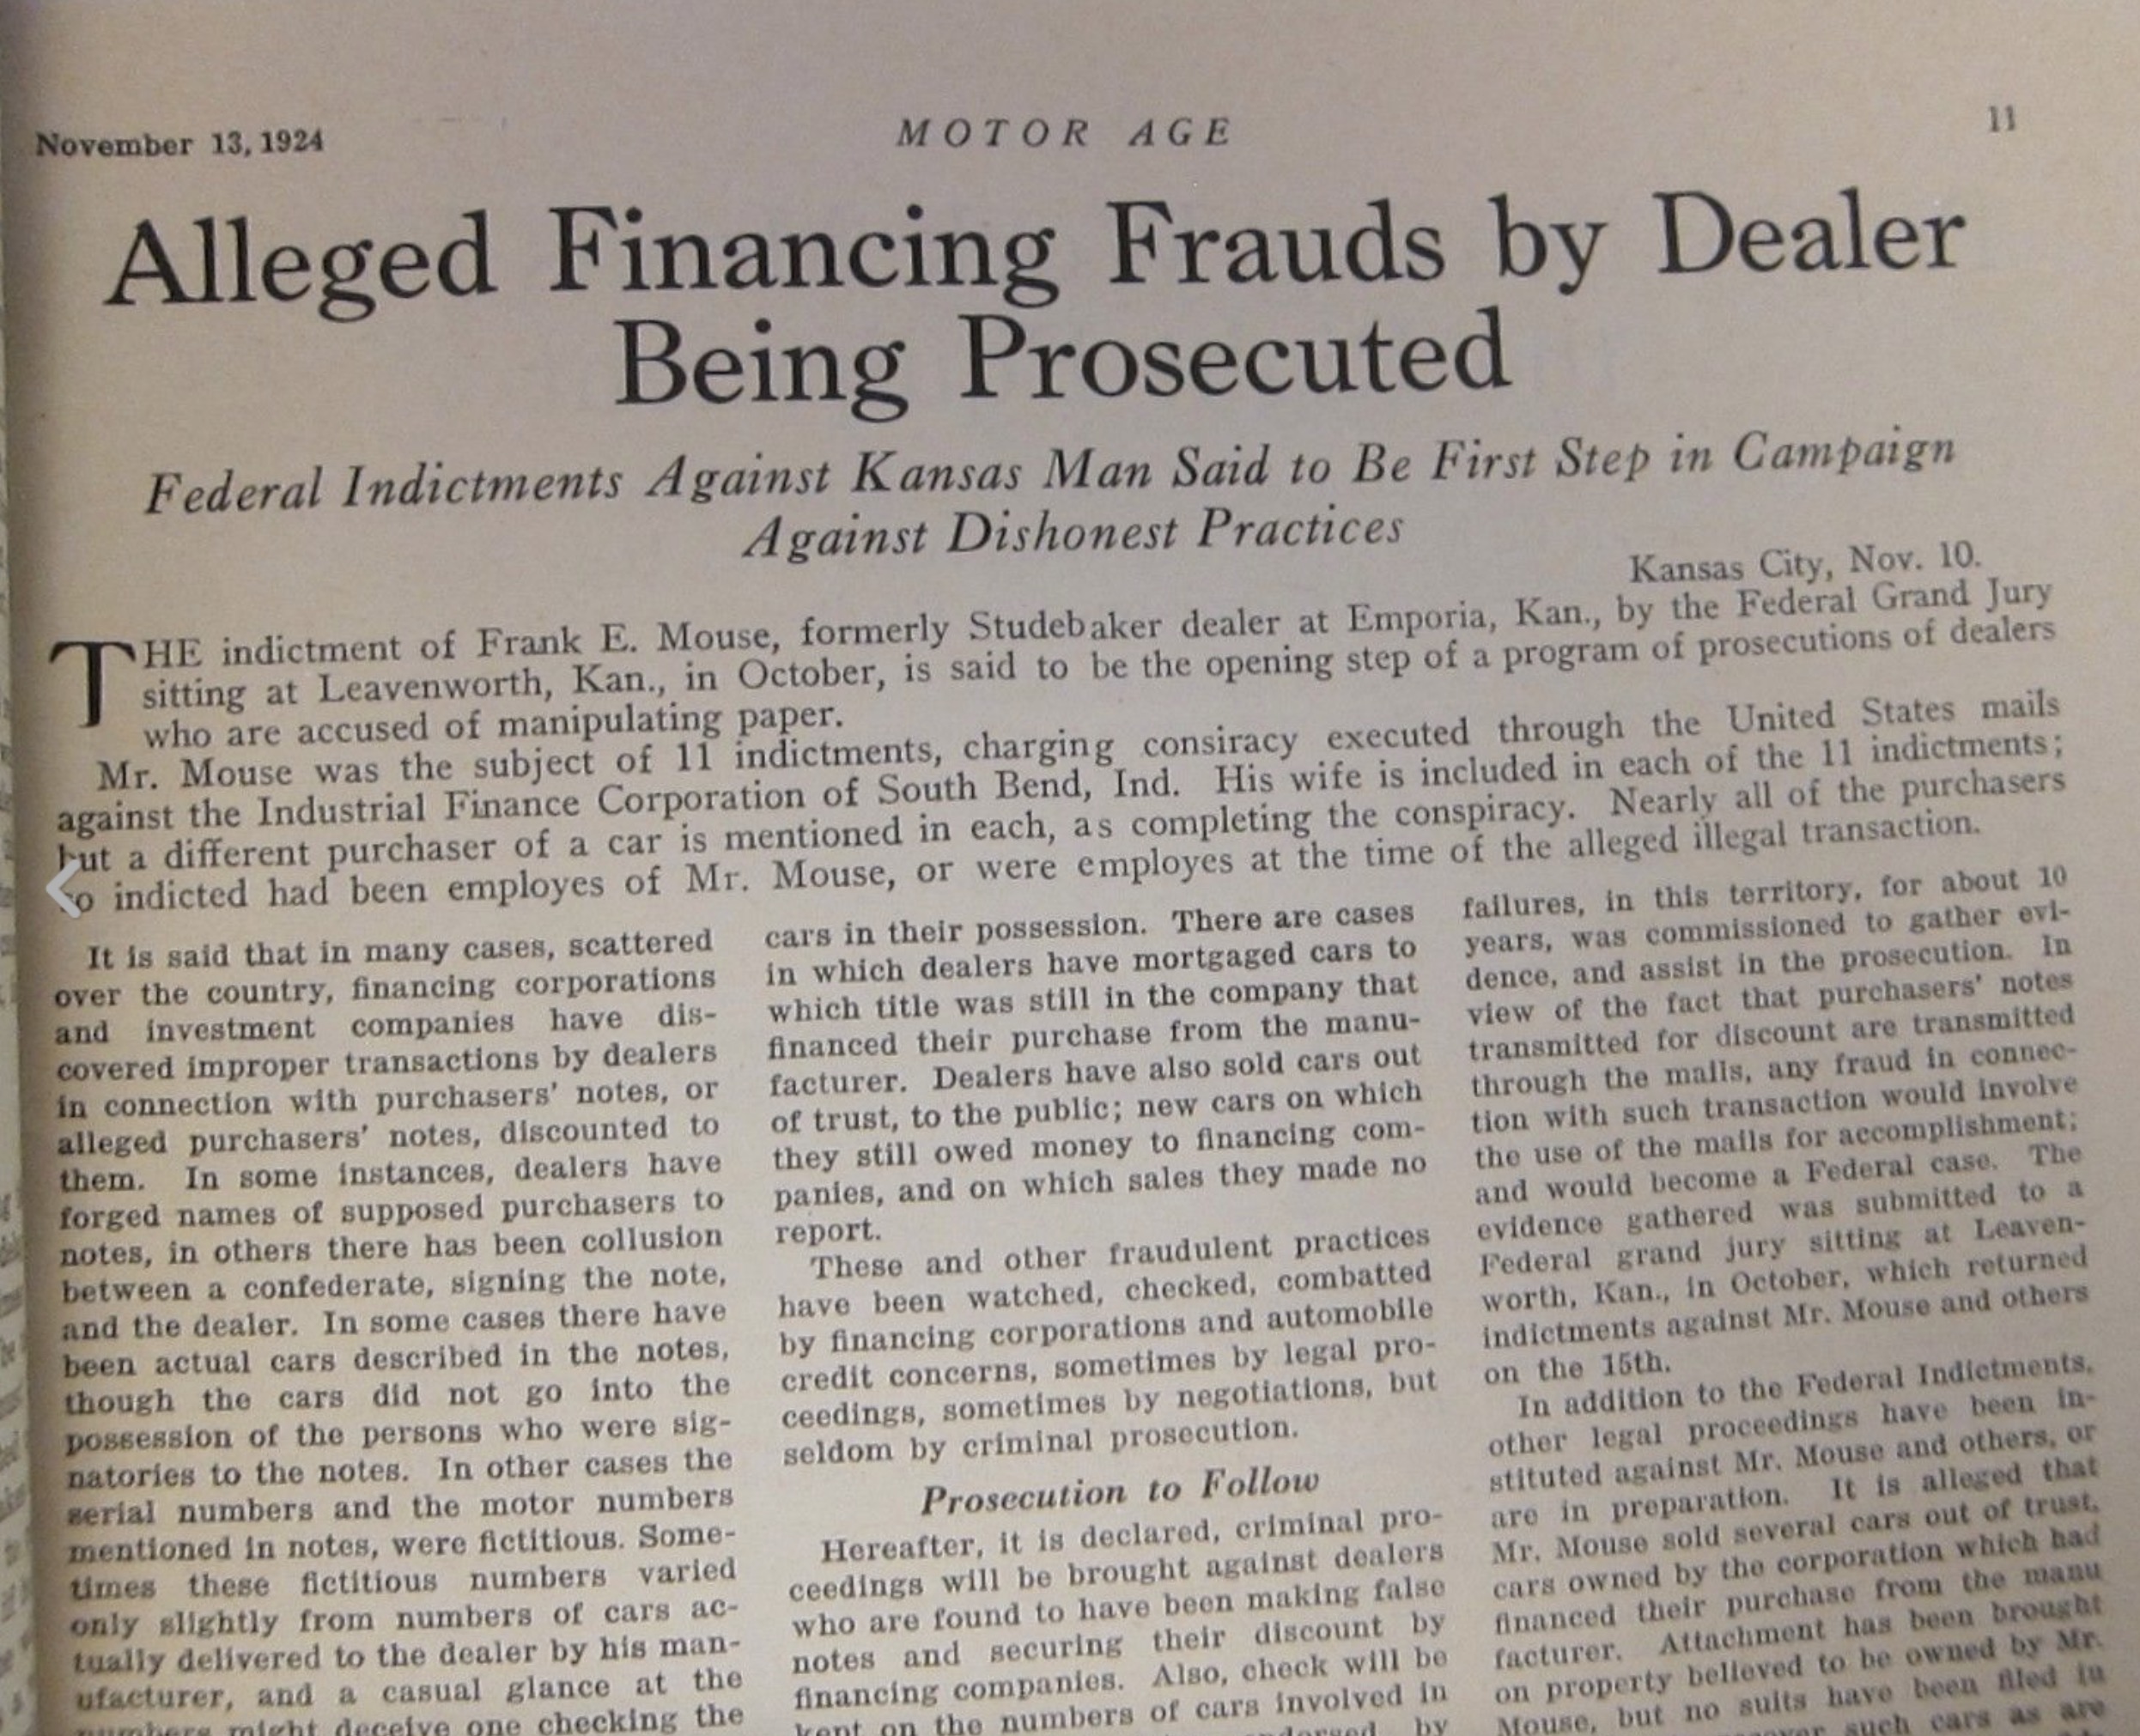 November 13, 1924
MOTOR AGE
11
Alleged Financing Frauds by Dealer
Being Prosecuted
Federal Indictments Against Kansas Man Said to Be First Step in Campaign
Against Dishonest Practices
Kansas City, Nov. 10.
THE indictment of Frank E. Mouse, formerly Studebaker dealer at Emporia, Kan., by the Federal Grand Jury
sitting at Leavenworth, Kan., in October, is said to be the opening step of a program of prosecutions of dealers
who are accused of manipulating paper.
Mr. Mouse was the subject of 11 indictments, charging consiracy executed through the United States mails
against the Industrial Finance Corporation of South Bend, Ind. His wife is included in each of the 11 indictments;
but a different purchaser of a car is mentioned in each, as completing the conspiracy. Nearly all of the purchasers
so indicted had been employes of Mr. Mouse, or were employes at the time of the alleged illegal transaction.
It is said that in many cases, scattered
over the country, financing corporations
and investment companies have dis-
covered improper transactions by dealers
in connection with purchasers' notes, or
alleged purchasers' notes, discounted to
them. In some instances, dealers have
forged names of supposed purchasers to
notes, in others there has been collusion
between a confederate, signing the note,
and the dealer. In some cases there have
been actual cars described in the notes,
though the cars did not go into the
possession of the persons who were sig-
natories to the notes. In other cases the
serial numbers and the motor numbers
mentioned in notes, were fictitious. Some-
times these fictitious numbers varied
only slightly from numbers of cars ac-
tually delivered to the dealer by his man-
ufacturer, and a casual glance at the
numbers might deceive one checking the
cars in their possession. There are cases
in which dealers have mortgaged cars to
which title was still in the company that
financed their purchase from the manu-
facturer. Dealers have also sold cars out
of trust, to the public; new cars on which
they still owed money to financing com-
panies, and on which sales they made no
report.
These and other fraudulent practices
have been watched, checked, combatted
by financing corporations and automobile
credit concerns, sometimes by legal pro-
ceedings, sometimes by negotiations, but
seldom by criminal prosecution.
Prosecution to Follow
Hereafter, it is declared, criminal pro-
ceedings will be brought against dealers
who are found to have been making false
notes and securing their discount by
financing companies. Also, check will be
kept on the numbers of cars involved in
by
failures, in this territory, for about 10
years, was commissioned to gather evi-
dence, and assist in the prosecution. In
view of the fact that purchasers' notes
transmitted for discount are transmitted
through the mails, any fraud in connec-
tion with such transaction would involve
the use of the mails for accomplishment;
and would become a Federal case. The
evidence gathered was submitted to a
Federal grand jury sitting at Leaven-
worth, Kan., in October, which returned
indictments against Mr. Mouse and others
on the 15th.
In addition to the Federal Indictments,
other legal proceedings have been in-
stituted against Mr. Mouse and others, or
are in preparation. It is alleged that
Mr. Mouse sold several cars out of trust,
cars owned by the corporation which had
financed their purchase from the manu
facturer. Attachment has been brought
on property believed to be owned by Mr.
Mouse, but no suits have been filed in
such cars as are